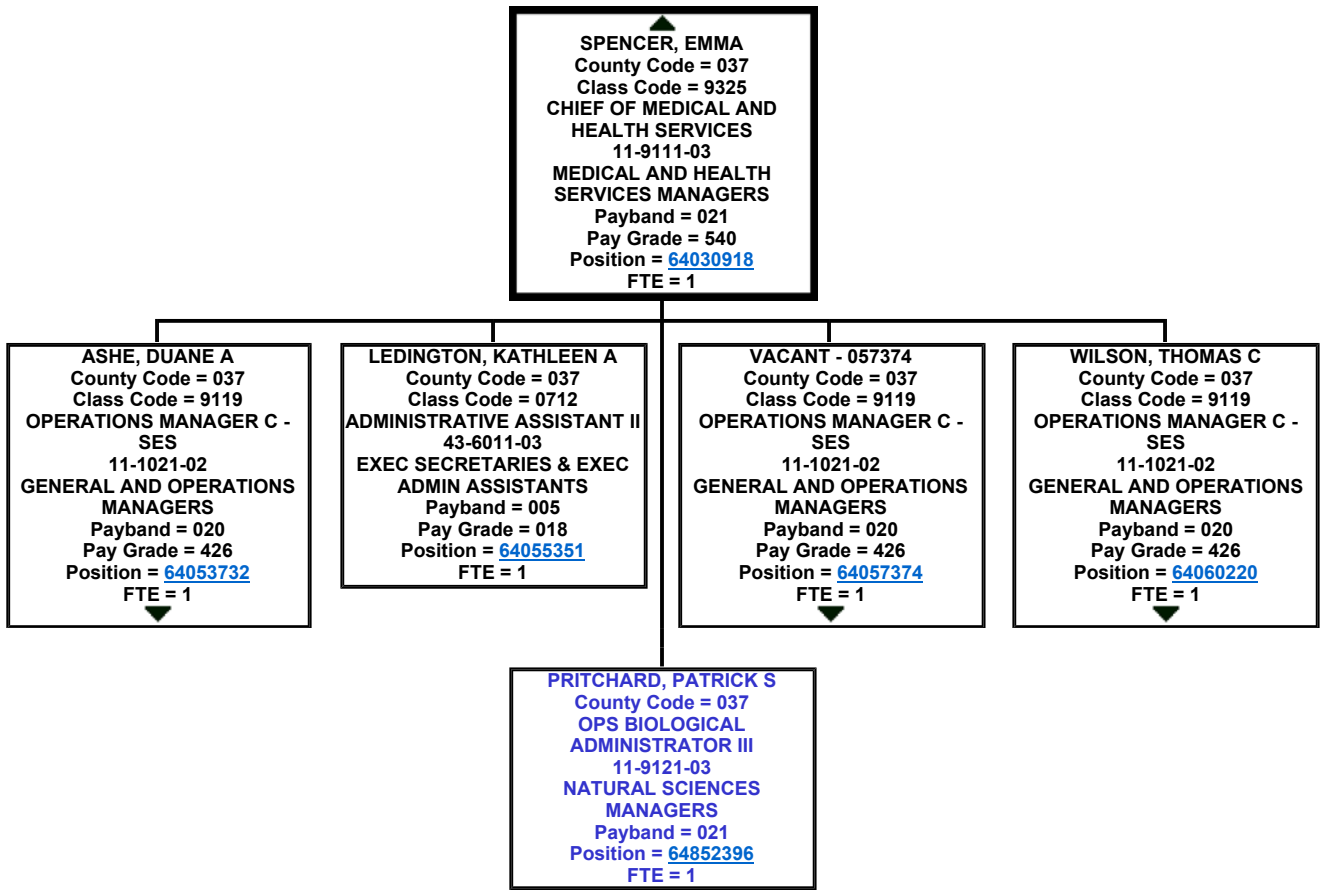 SPENCER, EMMA
County Code = 037
Class Code = 9325
CHIEF OF MEDICAL AND
HEALTH SERVICES
11-9111-03
MEDICAL AND HEALTH
SERVICES MANAGERS
Payband = 021
Pay Grade = 540
Position = 64030918
FTE = 1
ASHE, DUANE A
County Code = 037
Class Code = 9119
OPERATIONS MANAGER C -
SES
11-1021-02
GENERAL AND OPERATIONS
MANAGERS
Payband = 020
Pay Grade = 426
Position = 64053732
FTE = 1
LEDINGTON, KATHLEEN A
County Code = 037
Class Code = 0712
ADMINISTRATIVE ASSISTANT II
43-6011-03
EXEC SECRETARIES & EXEC
ADMIN ASSISTANTS
Payband = 005
Pay Grade = 018
Position = 64055351
FTE = 1
VACANT - 057374
County Code = 037
Class Code = 9119
OPERATIONS MANAGER C -
SES
11-1021-02
GENERAL AND OPERATIONS
MANAGERS
Payband = 020
Pay Grade = 426
Position = 64057374
FTE = 1
WILSON, THOMAS C
County Code = 037
Class Code = 9119
OPERATIONS MANAGER C -
SES
11-1021-02
GENERAL AND OPERATIONS
MANAGERS
Payband = 020
Pay Grade = 426
Position = 64060220
FTE = 1
PRITCHARD, PATRICK S
County Code = 037
OPS BIOLOGICAL
ADMINISTRATOR III
11-9121-03
NATURAL SCIENCES
MANAGERS
Payband = 021
Position = 64852396
FTE = 1